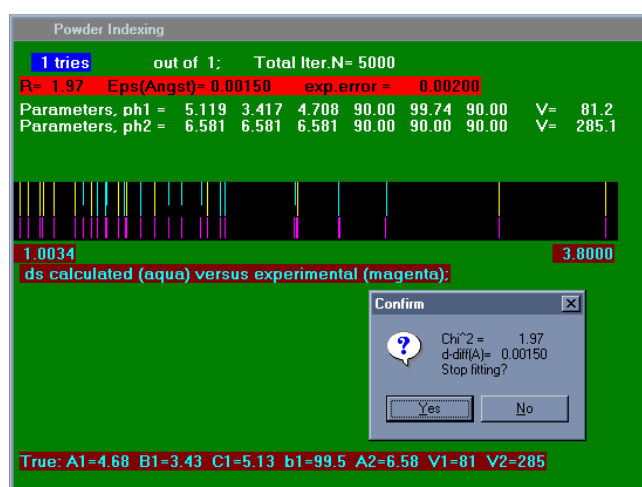 Powder Indexing
1 tries out of 1; Total Iter.N= 5000
R= 1.97 Eps(Angst)= 0.00150 exp.error = 0.00200
Parameters, ph1 = 5.119 3.417 4.708 90.00 99.74 90.00 V= 81.2
Parameters, ph2 = 6.581 6.581 6.581 90.00 90.00 90.00 V= 285.1
1.0034 3.8000
ds calculated (aqua) versus experimental (magenta);
Confirm
?
Chi^2 = 1.97
d-diff(A)= 0.00150
Stop fitting?
Yes No
True: A1=4.68 B1=3.43 C1=5.13 b1=99.5 A2=6.58 V1=81 V2=285